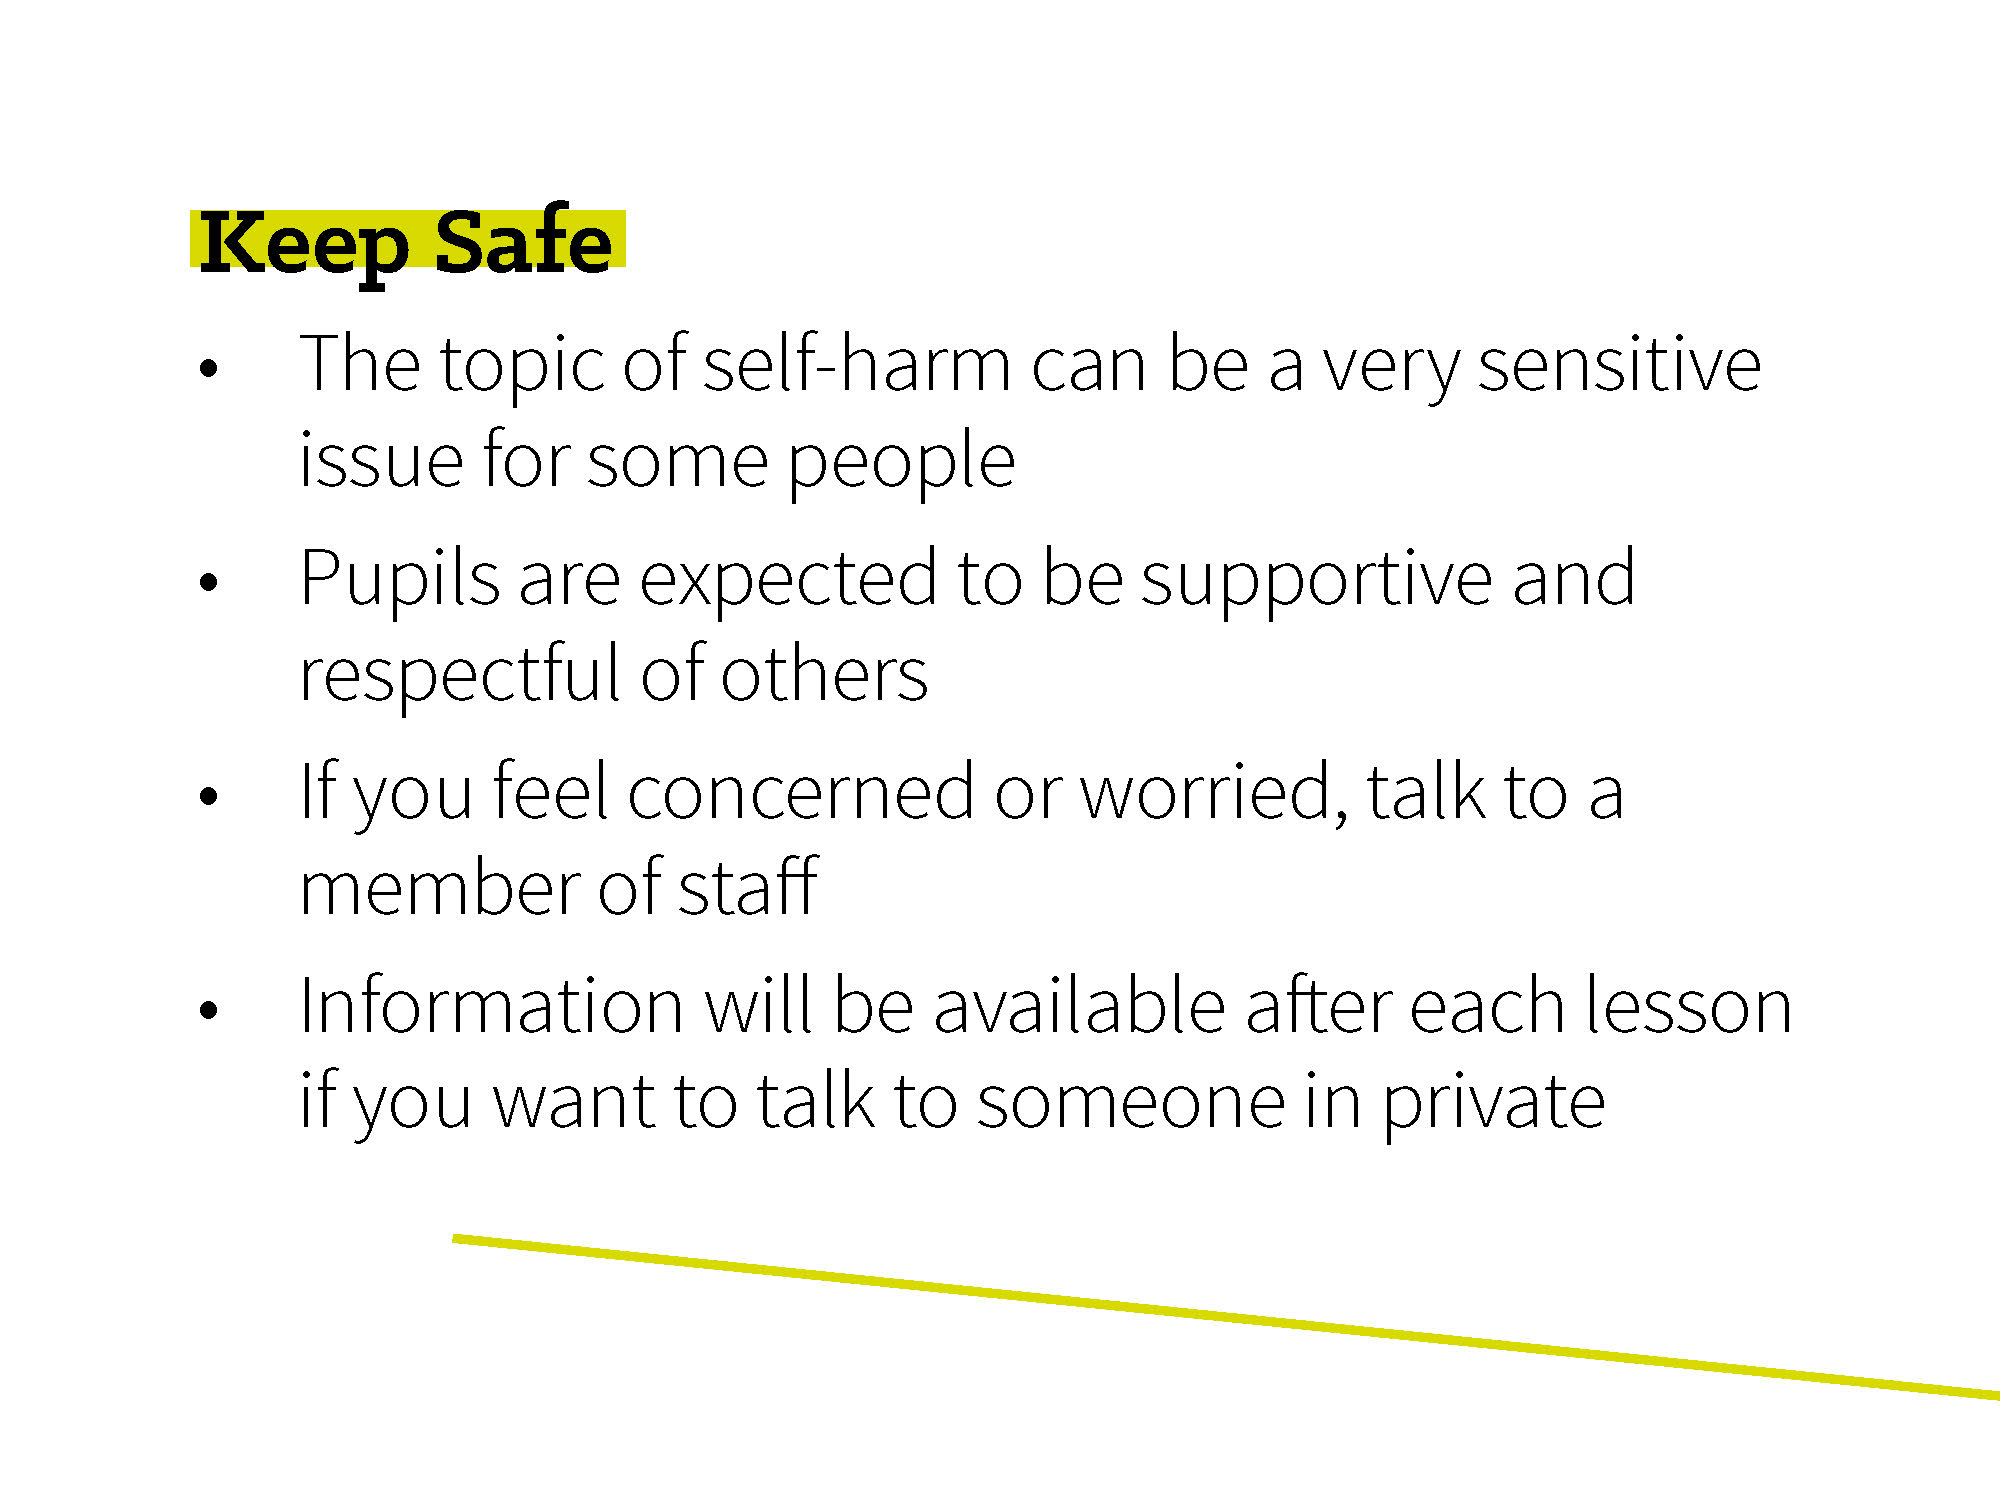 Keep Safe
• The topic of self-harm can be a very sensitive
issue for some people
• Pupils are expected to be supportive and
respectful of others
• If you feel concerned or worried, talk to a
member of staff
• Information will be available after each lesson
if you want to talk to someone in private